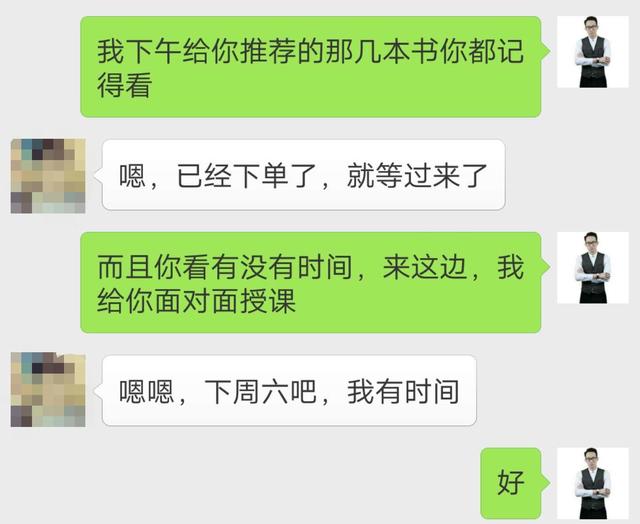 我下午给你推荐的那几本书你都记
得看
嗯，已经下单了，就等过来了
而且你看有没有时间，来这边，我
给你面对面授课
嗯嗯，下周六吧，我有时间
好